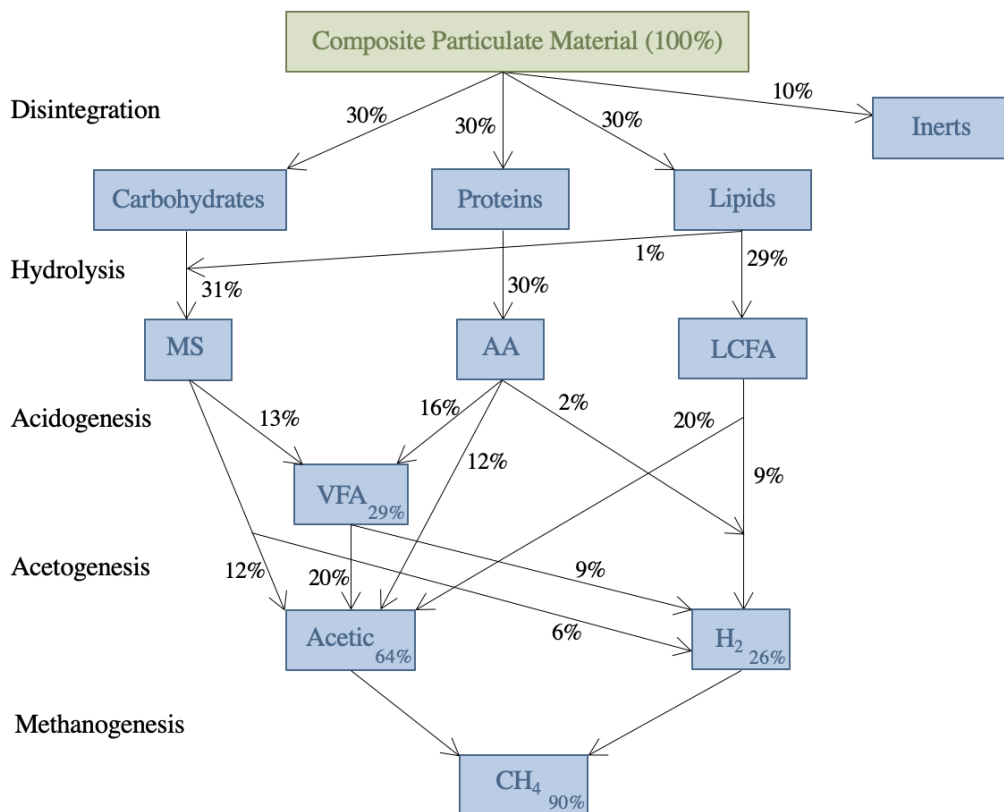 Composite Particulate Material (100%)
Disintegration
30%
30%
30%
10%
Inerts
Carbohydrates
Proteins
Lipids
Hydrolysis
31%
30%
1%
29%
MS
AA
LCFA
Acidogenesis
13%
16%
12%
2%
20%
9%
VFA
29%
Acetogenesis
12%
20%
9%
6%
Acetic
64%
H₂
26%
Methanogenesis
CH₄
90%